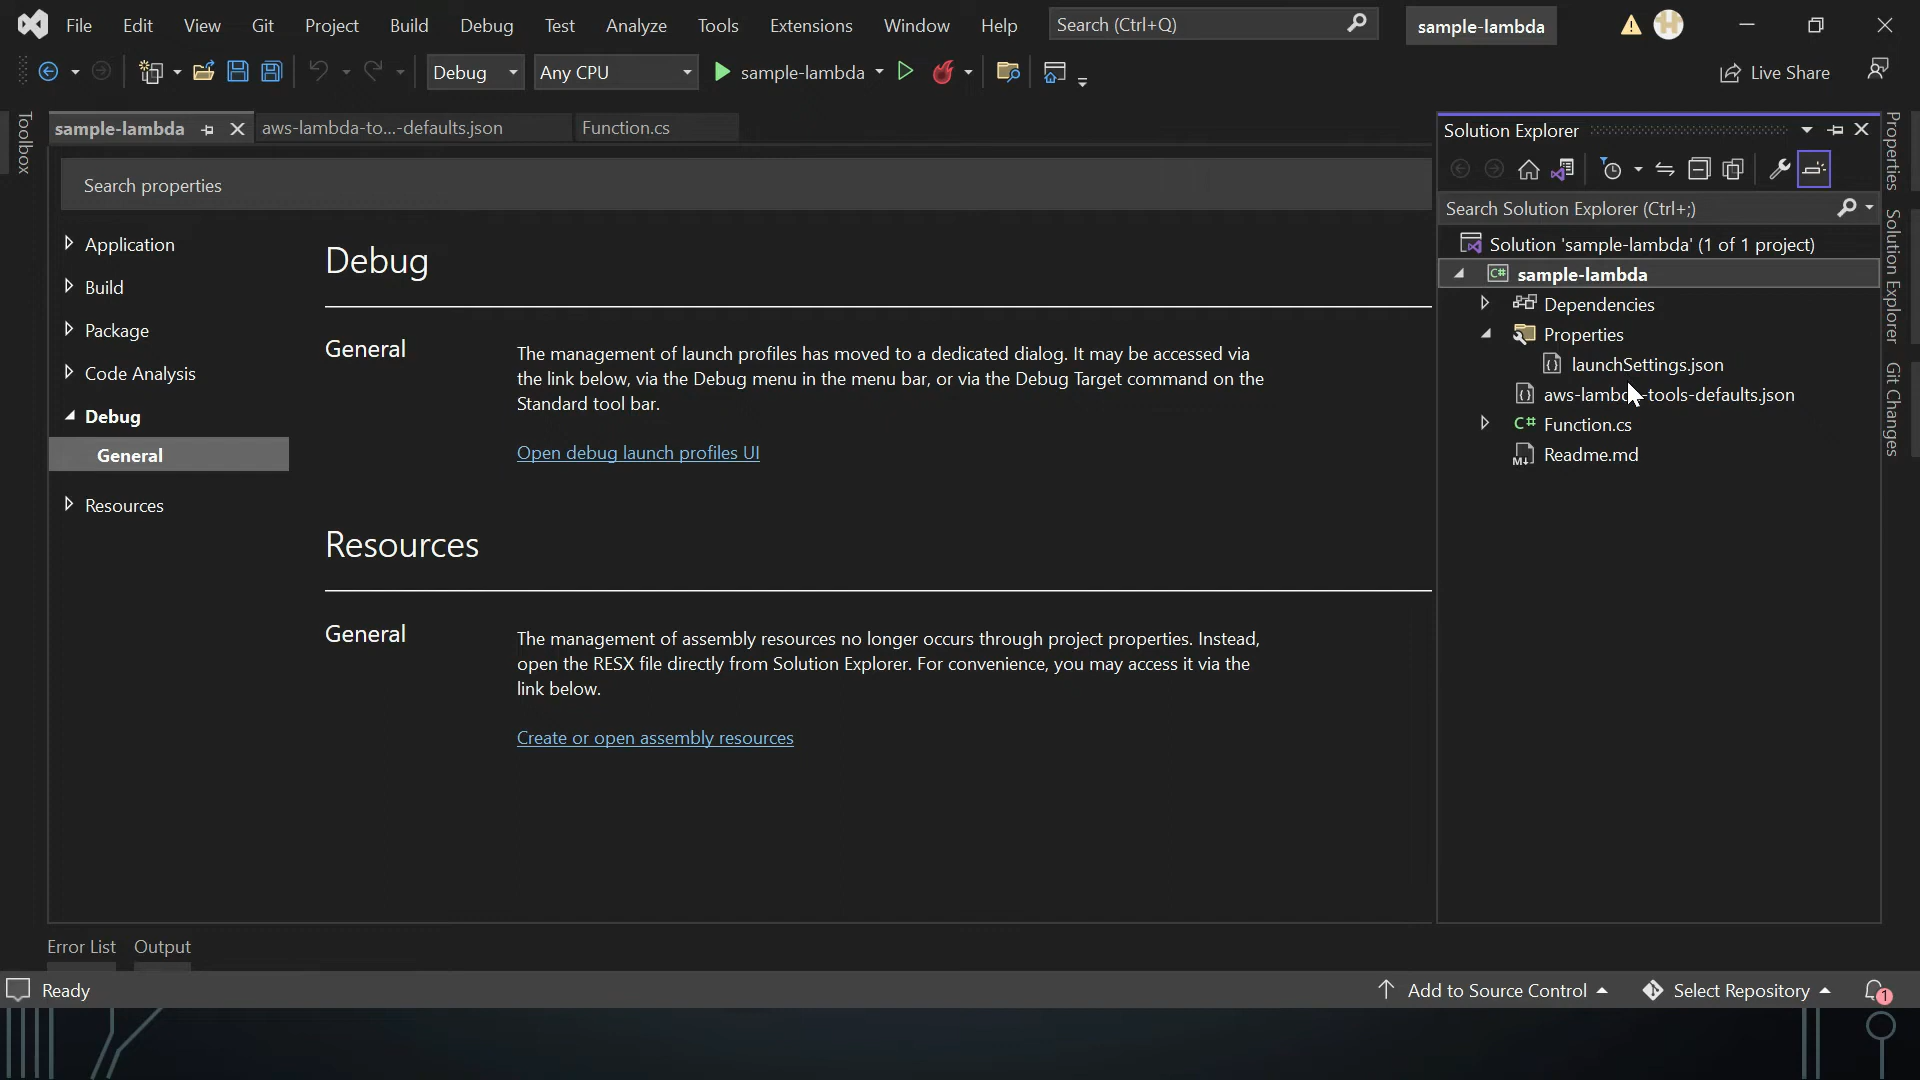 File Edit View Git Project Build Debug Test Analyze Tools Extensions Window Help Search (Ctrl+Q) sample-lambda
Debug Any CPU sample-lambda Live Share
Toolbox
sample-lambda aws-lambda-to...-defaults.json Function.cs
Search properties
Application
Build
Package
Code Analysis
Debug
General
Resources
Debug
General
The management of launch profiles has moved to a dedicated dialog. It may be accessed via
the link below, via the Debug menu in the menu bar, or via the Debug Target command on the
Standard tool bar.
Open debug launch profiles UI
Resources
General
The management of assembly resources no longer occurs through project properties. Instead,
open the RESX file directly from Solution Explorer. For convenience, you may access it via the
link below.
Create or open assembly resources
Solution Explorer
Search Solution Explorer (Ctrl+;)
Solution 'sample-lambda' (1 of 1 project)
C# sample-lambda
Dependencies
Properties
launchSettings.json
aws-lambda-tools-defaults.json
C# Function.cs
Readme.md
Properties
Solution Explorer
Git Changes
Error List Output
Ready Add to Source Control Select Repository 1